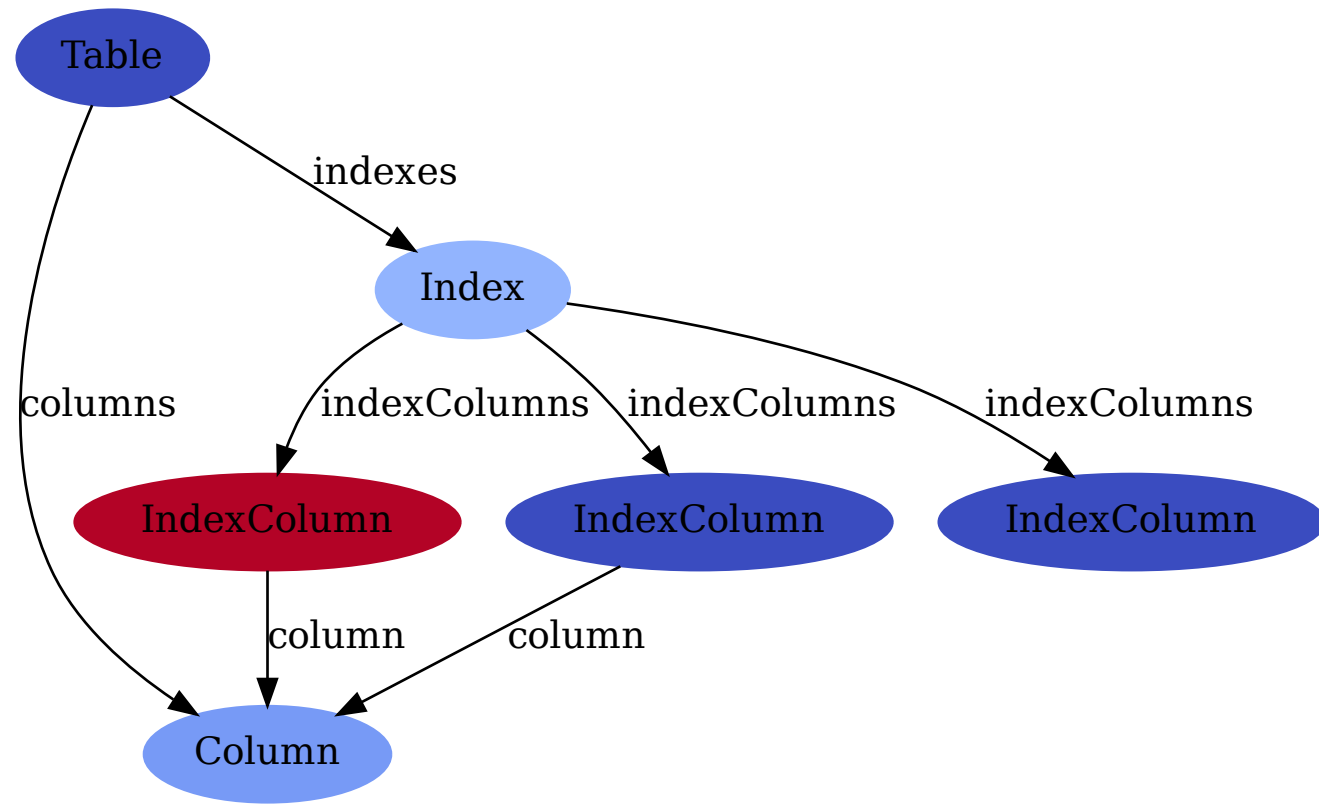 Table
indexes
Index
columns
indexColumns
indexColumns
indexColumns
IndexColumn
IndexColumn
IndexColumn
column
column
Column